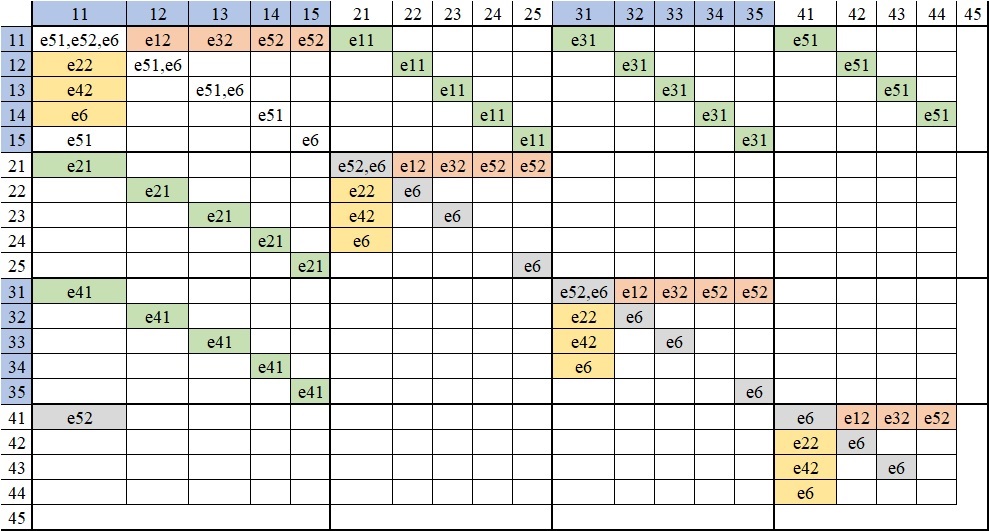 11 12 13 14 15 21 22 23 24 25 31 32 33 34 35 41 42 43 44 45
11 e51,e52,e6 e12 e32 e52 e52 e11 e31 e51
12 e22 e51,e6 e11 e31 e51
13 e42 e51,e6 e11 e31 e51
14 e6 e51 e11 e31 e51
15 e51 e6 e11 e31
21 e21 e52,e6 e12 e32 e52 e52
22 e21 e22 e6
23 e21 e42 e6
24 e21 e6
25 e21 e6
31 e41 e52,e6 e12 e32 e52 e52
32 e41 e22 e6
33 e41 e42 e6
34 e41 e6
35 e41 e6
41 e52 e6 e12 e32 e52
42 e22 e6
43 e42 e6
44 e6
45